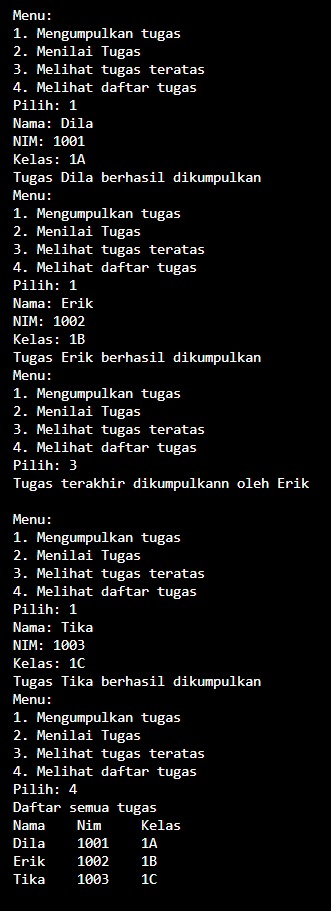 Menu:
1. Mengumpulkan tugas
2. Menilai Tugas
3. Melihat tugas teratas
4. Melihat daftar tugas
Pilih: 1
Nama: Dila
NIM: 1001
Kelas: 1A
Tugas Dila berhasil dikumpulkan
Menu:
1. Mengumpulkan tugas
2. Menilai Tugas
3. Melihat tugas teratas
4. Melihat daftar tugas
Pilih: 1
Nama: Erik
NIM: 1002
Kelas: 1B
Tugas Erik berhasil dikumpulkan
Menu:
1. Mengumpulkan tugas
2. Menilai Tugas
3. Melihat tugas teratas
4. Melihat daftar tugas
Pilih: 3
Tugas terakhir dikumpulkann oleh Erik
Menu:
1. Mengumpulkan tugas
2. Menilai Tugas
3. Melihat tugas teratas
4. Melihat daftar tugas
Pilih: 1
Nama: Tika
NIM: 1003
Kelas: 1C
Tugas Tika berhasil dikumpulkan
Menu:
1. Mengumpulkan tugas
2. Menilai Tugas
3. Melihat tugas teratas
4. Melihat daftar tugas
Pilih: 4
Daftar semua tugas
Nama Nim Kelas
Dila 1001 1A
Erik 1002 1B
Tika 1003 1C